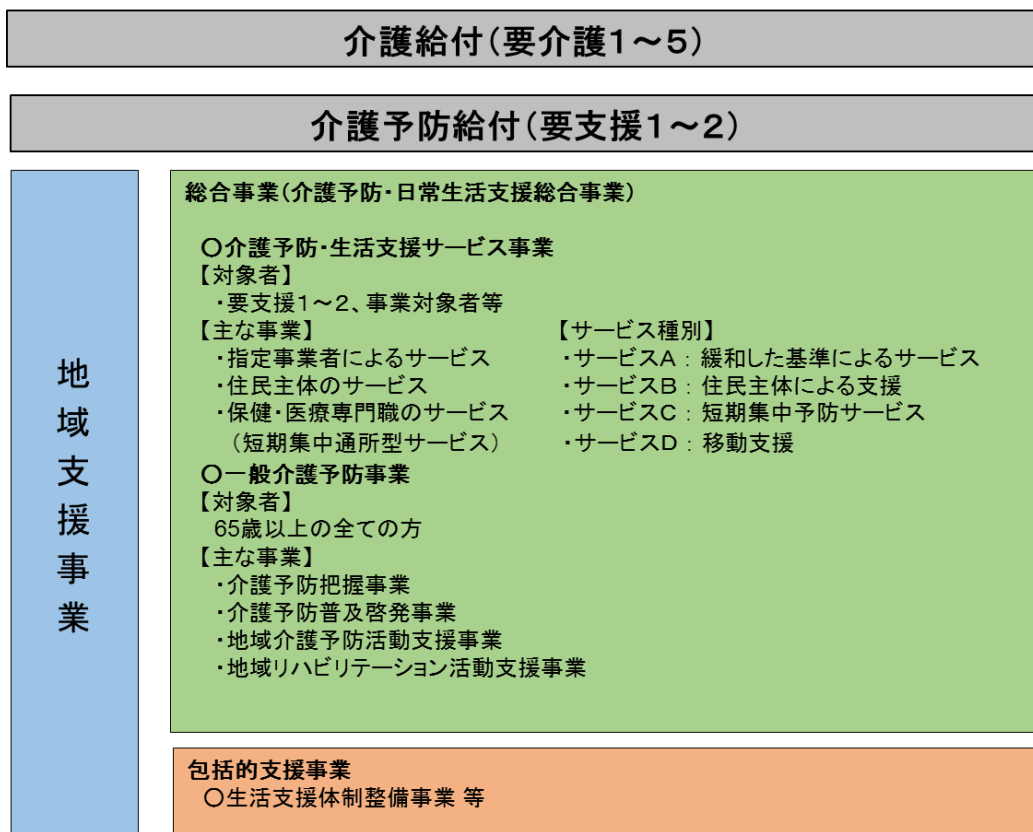 介護給付(要介護1～5)
介護予防給付(要支援1～2)
地域支援事業
総合事業(介護予防・日常生活支援総合事業)
○介護予防・生活支援サービス事業
【対象者】
・要支援1～2、事業対象者等
【主な事業】
・指定事業者によるサービス
・住民主体のサービス
・保健・医療専門職のサービス
（短期集中通所型サービス）
【サービス種別】
・サービスA：緩和した基準によるサービス
・サービスB：住民主体による支援
・サービスC：短期集中予防サービス
・サービスD：移動支援
○一般介護予防事業
【対象者】
65歳以上の全ての方
【主な事業】
・介護予防把握事業
・介護予防普及啓発事業
・地域介護予防活動支援事業
・地域リハビリテーション活動支援事業
包括的支援事業
○生活支援体制整備事業 等